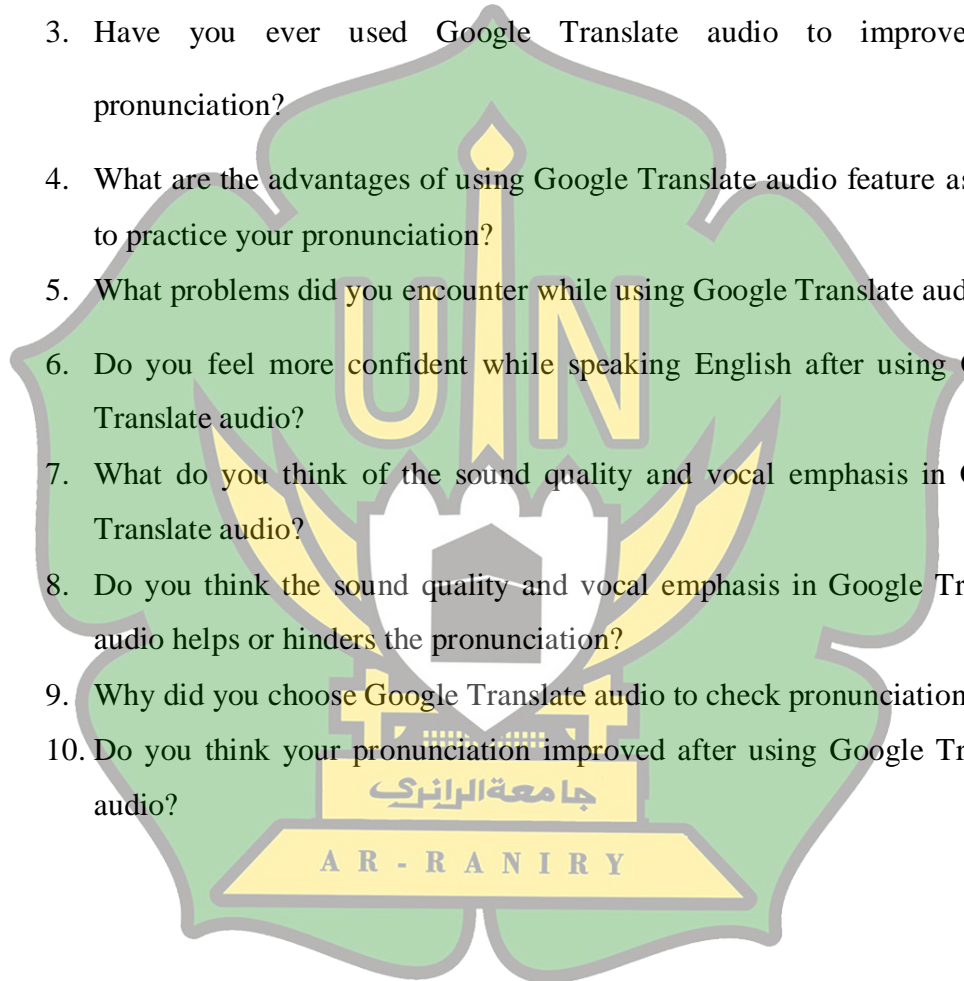 3. Have you ever used Google Translate audio to improve
pronunciation?
4. What are the advantages of using Google Translate audio feature as
to practice your pronunciation?
5. What problems did you encounter while using Google Translate
6. Do you feel more confident while speaking English after using
Translate audio?
7. What do you think of the sound quality and vocal emphasis in
Translate audio?
8. Do you think the sound quality and vocal emphasis in Google
audio helps or hinders the pronunciation?
9. Why did you choose Google Translate audio to check pronunciation
10. Do you think your pronunciation improved after using Google
audio?
UIN
جامعة الرانري
AR-RANIRY